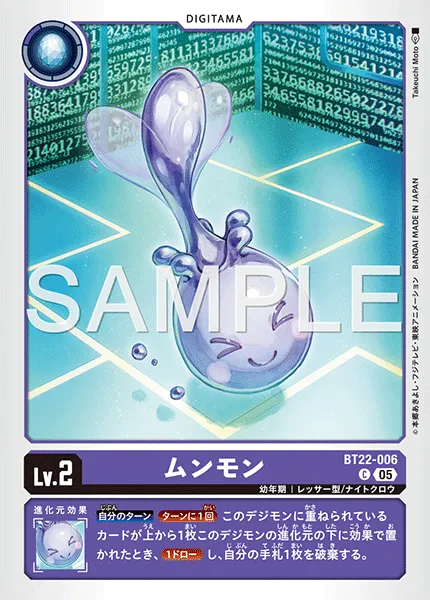 DIGITAMA
Takeuchi Moto
SAMPLE
©本郷あきよし・フジテレビ・東映アニメーション BANDAI MADE IN JAPAN
Lv.2
ムンモン
BT22-006
C 05
幼年期 | レッサー型/ナイトクロウ
進化元効果
自分のターン ターンに1回 このデジモンに重ねられている
カードが上から1枚このデジモンの進化元の下に効果で置
かれたとき、1ドロー し、自分の手札1枚を破棄する。